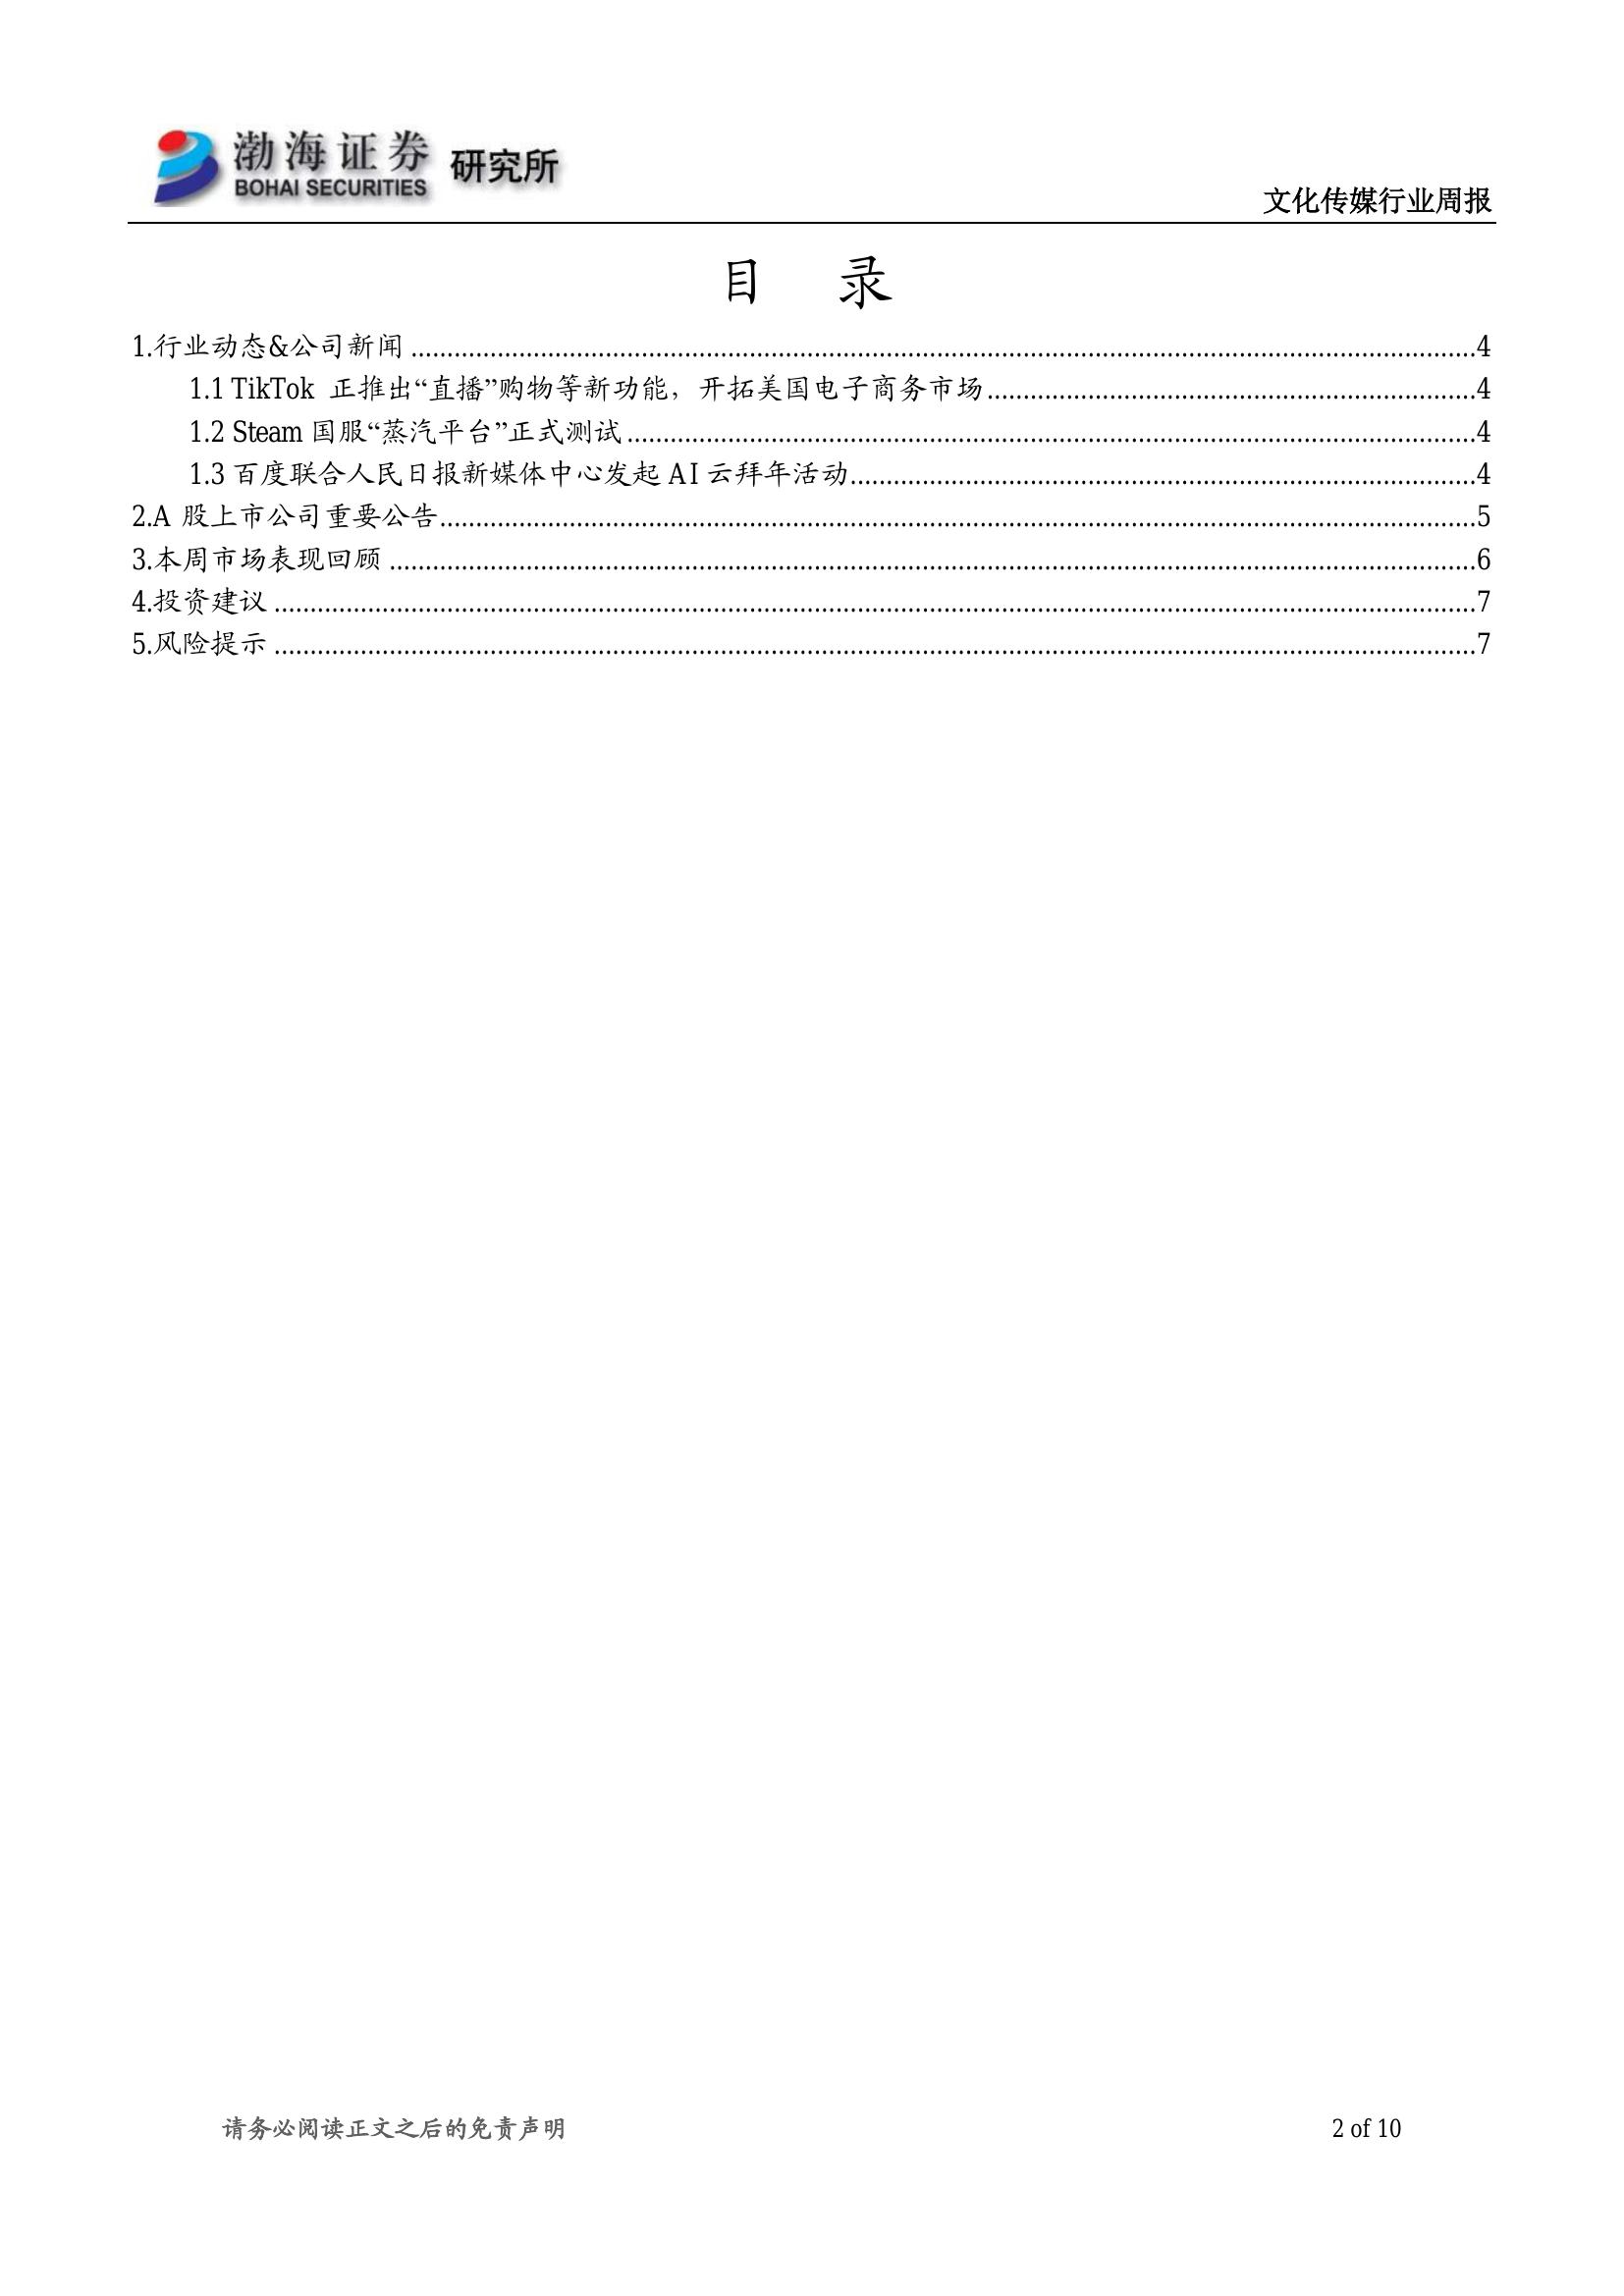 渤海证券 研究所
BOHAI SECURITIES
文化传媒行业周报
目 录
1.行业动态&公司新闻 ........................................ 4
1.1 TikTok 正推出“直播”购物等新功能，开拓美国电子商务市场 ........................................ 4
1.2 Steam 国服“蒸汽平台”正式测试 ........................................ 4
1.3 百度联合人民日报新媒体中心发起 AI 云拜年活动 ........................................ 4
2.A 股上市公司重要公告 ........................................ 5
3.本周市场表现回顾 ........................................ 6
4.投资建议 ........................................ 7
5.风险提示 ........................................ 7
请务必阅读正文之后的免责声明 2 of 10